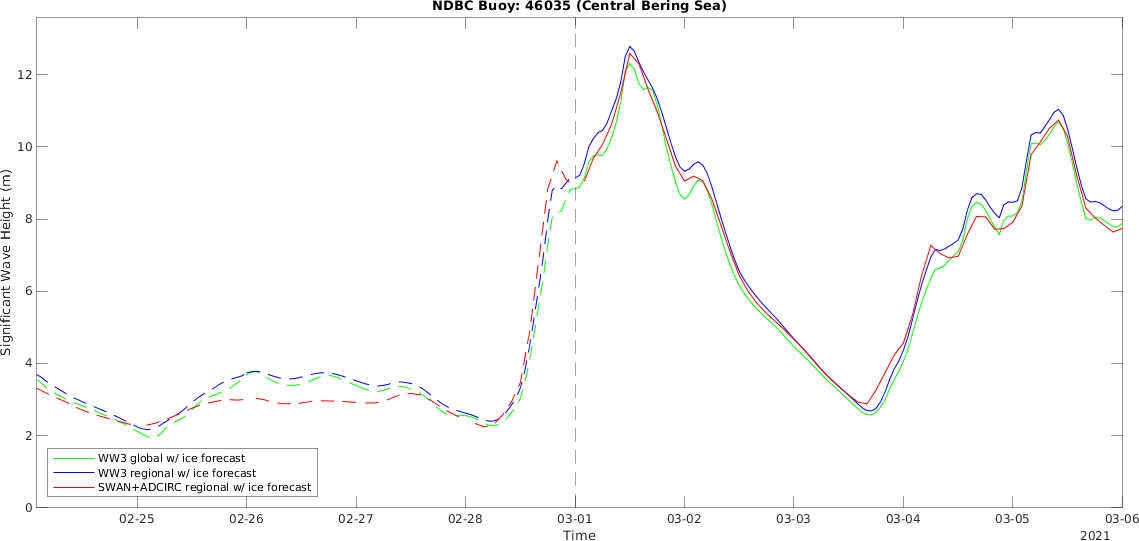 NDBC Buoy: 46035 (Central Bering Sea)
Significant Wave Height (m)
12
10
8
6
4
2
0
WW3 global w/ ice forecast
WW3 regional w/ ice forecast
SWAN+ADCIRC regional w/ ice forecast
02-25 02-26 02-27 02-28 03-01 03-02 03-03 03-04 03-05 03-06
Time
2021